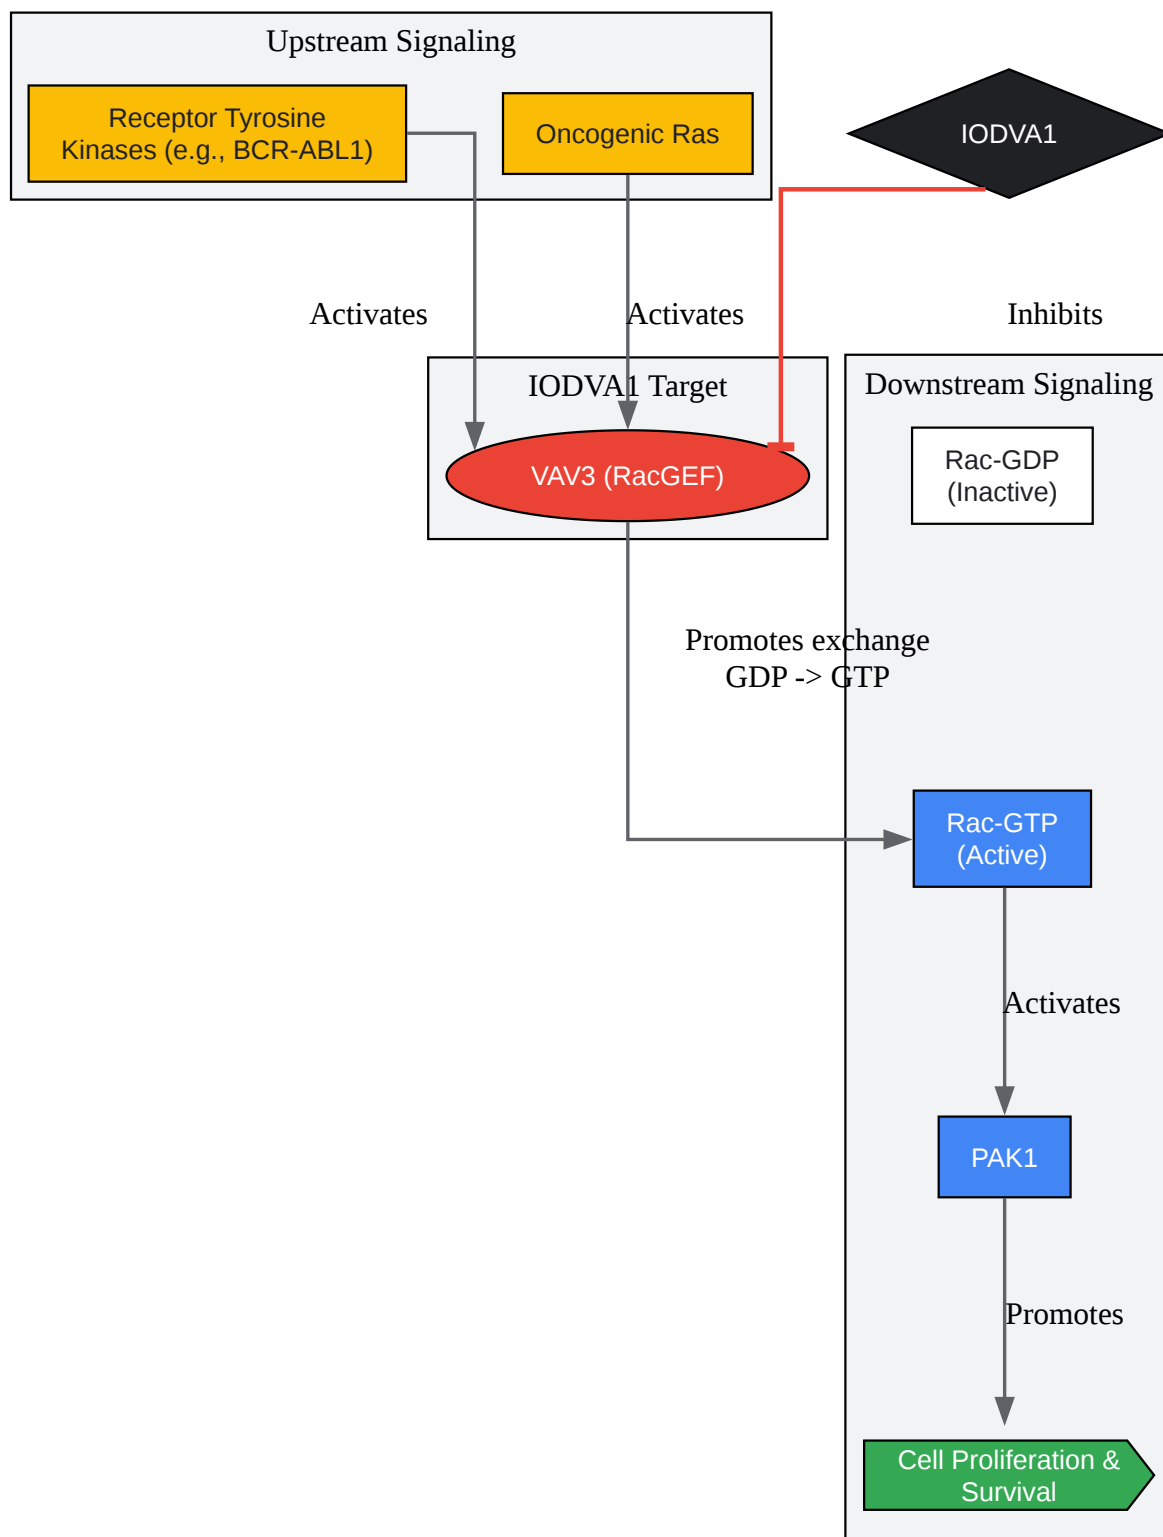 Upstream Signaling
Receptor Tyrosine
Kinases (e.g., BCR-ABL1)
Oncogenic Ras
IODVA1
Activates
Activates
Inhibits
IODVA1 Target
VAV3 (RacGEF)
Downstream Signaling
Rac-GDP
(Inactive)
Promotes exchange
GDP -> GTP
Rac-GTP
(Active)
Activates
PAK1
Promotes
Cell Proliferation &
Survival